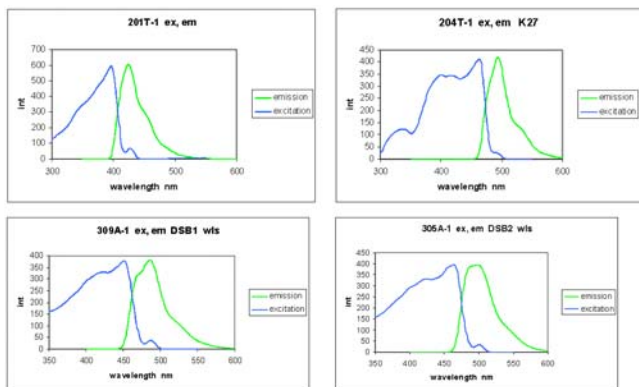 201T-1 ex, em
700
600
500
400
300
200
100
0
int
300 400 500 600
wavelength nm
emission
excitation
204T-1 ex, em K27
450
400
350
300
250
200
150
100
50
0
int
300 400 500 600
wavelength nm
emission
excitation
309A-1 ex, em DSB1 wls
400
350
300
250
200
150
100
50
0
int
350 400 450 500 550 600
wavelength nm
emission
excitation
305A-1 ex, em DSB2 wls
450
400
350
300
250
200
150
100
50
0
int
350 400 450 500 550 600
wavelength nm
emission
excitation